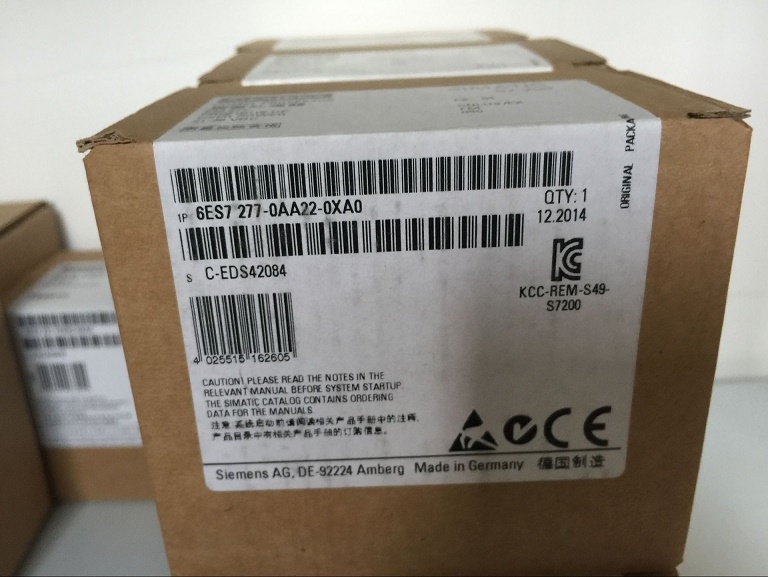 ORIGINAL PACKA
1P 6ES7 277-0AA22-0XA0
QTY: 1
12.2014
S C-EDS42084
KCC-REM-S49-
S7200
4 025515 162605
CAUTION! PLEASE READ THE NOTES IN THE
RELEVANT MANUAL BEFORE SYSTEM STARTUP.
THE SIMATIC CATALOG CONTAINS ORDERING
DATA FOR THE MANUALS
注意 系统启动前请阅读相关产品手册中的注释,
产品目录中有相关产品手册的订购信息。
CE
Siemens AG, DE-92224 Amberg Made in Germany 德国制造